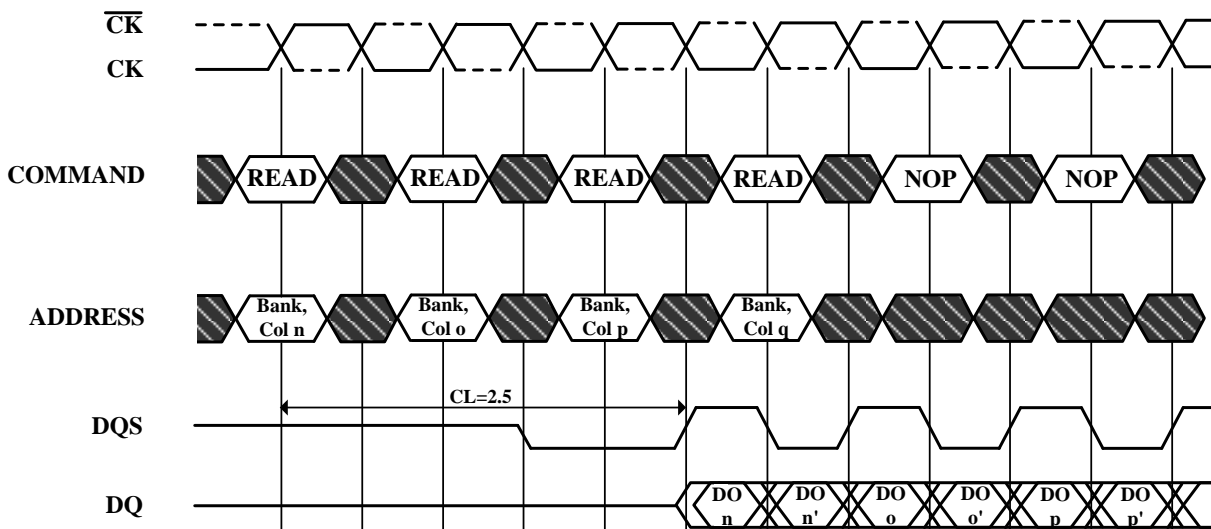 CK
CK
COMMAND
READ
READ
READ
READ
NOP
NOP
ADDRESS
Bank,
Col n
Bank,
Col o
Bank,
Col p
Bank,
Col q
CL=2.5
DQS
DQ
DO
n
DO
n'
DO
o
DO
o'
DO
p
DO
p'